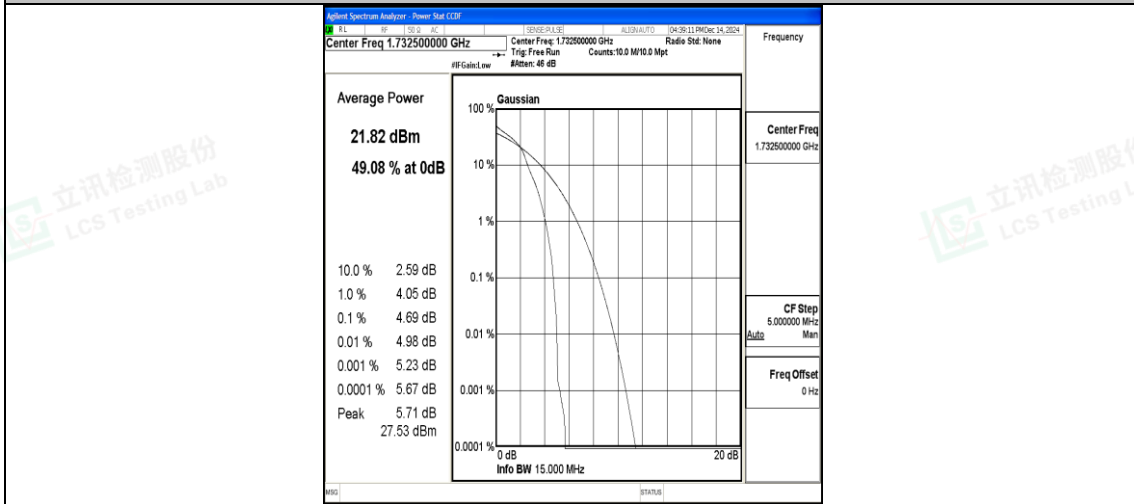 Agilent Spectrum Analyzer - Power Stat CCDF
LXI RL RF 50 Ω AC SENSE:PULSE ALIGNAUTO 04:39:11 PM Dec 14, 2024
Center Freq 1.732500000 GHz
Center Freq: 1.732500000 GHz Radio Std: None
Trig: Free Run Counts:10.0 M/10.0 Mpt
#IFGain:Low #Atten: 46 dB
Frequency
Average Power
21.82 dBm
49.08 % at 0dB
10.0 % 2.59 dB
1.0 % 4.05 dB
0.1 % 4.69 dB
0.01 % 4.98 dB
0.001 % 5.23 dB
0.0001 % 5.67 dB
Peak 5.71 dB
27.53 dBm
Gaussian
100 %
10 %
1 %
0.1 %
0.01 %
0.001 %
0.0001 %
0 dB 20 dB
Info BW 15.000 MHz
Center Freq
1.732500000 GHz
CF Step
5.000000 MHz
Auto Man
Freq Offset
0 Hz
MSG STATUS
立讯检测股份
LCS Testing Lab
立讯检测股份
LCS Testing L